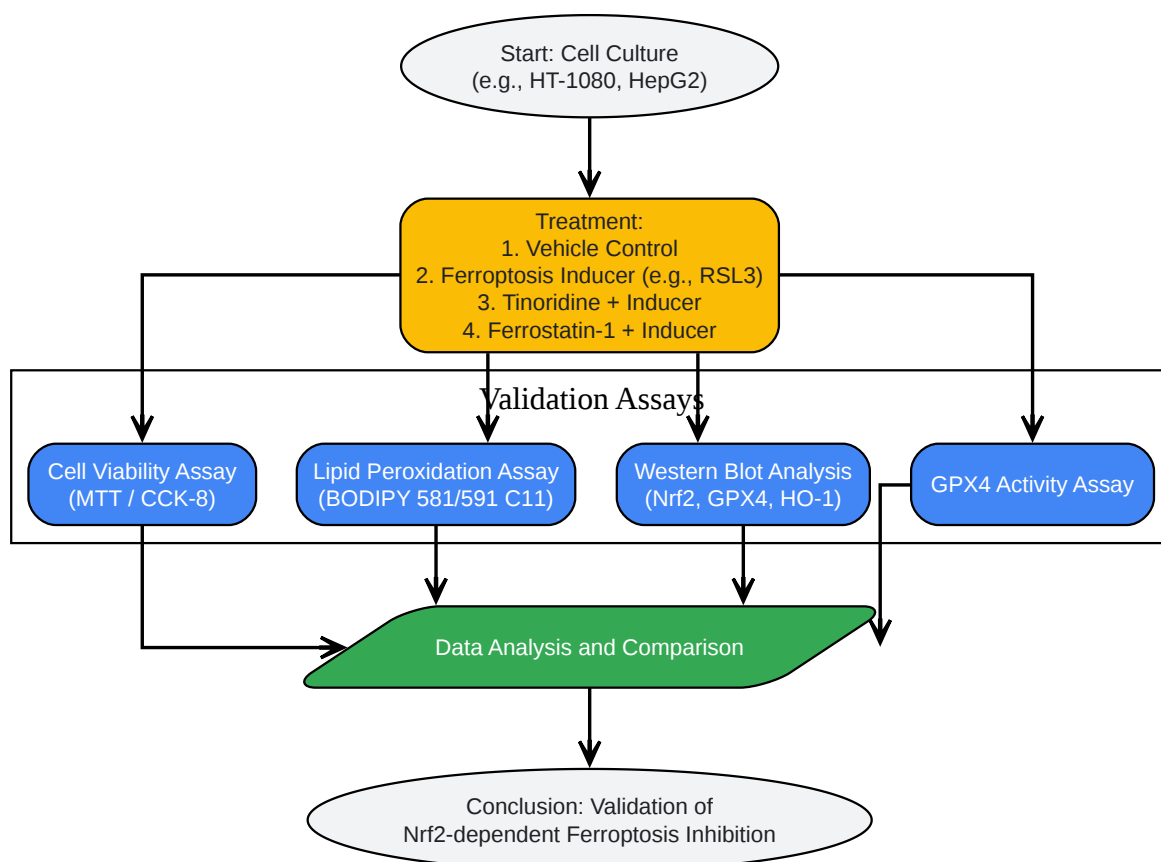 Start: Cell Culture
(e.g., HT-1080, HepG2)
Treatment:
1. Vehicle Control
2. Ferroptosis Inducer (e.g., RSL3)
3. Tinoridine + Inducer
4. Ferrostatin-1 + Inducer
Validation Assays
Cell Viability Assay
(MTT / CCK-8)
Lipid Peroxidation Assay
(BODIPY 581/591 C11)
Western Blot Analysis
(Nrf2, GPX4, HO-1)
GPX4 Activity Assay
Data Analysis and Comparison
Conclusion: Validation of
Nrf2-dependent Ferroptosis Inhibition